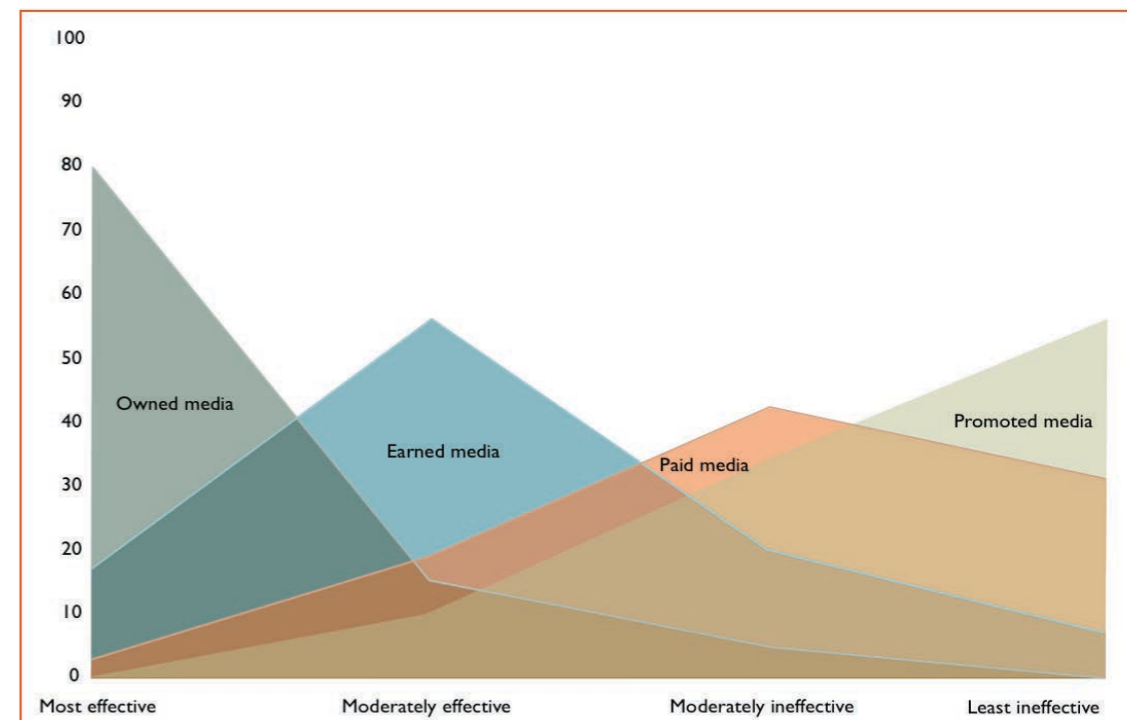 100
90
80
70
60
50
40
30
20
10
0
Owned media
Earned media
Paid media
Promoted media
Most effective
Moderately effective
Moderately ineffective
Least ineffective